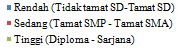 Rendah (Tidak tamat SD-Tamat SD)
Sedang (Tamat SMP - Tamat SMA)
Tinggi (Diploma - Sarjana)